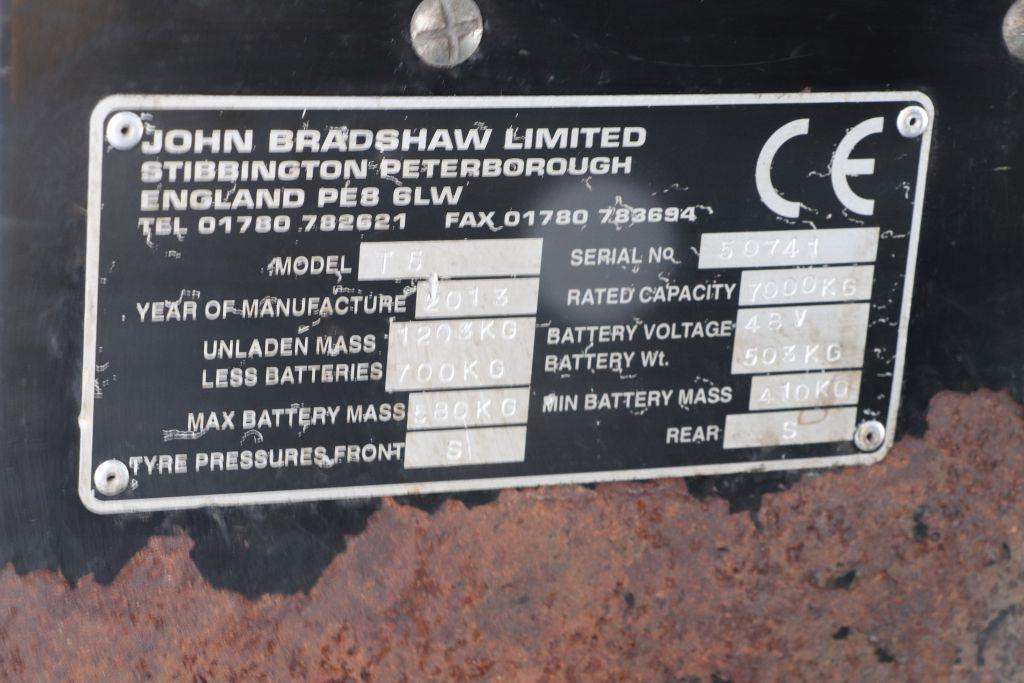 JOHN BRADSHAW LIMITED
STIBBINGTON PETERBOROUGH
ENGLAND PE8 6LW
TEL 01780 782621 FAX 01780 783694
CE
MODEL T5 SERIAL No 50741
YEAR OF MANUFACTURE 2013 RATED CAPACITY 7000KG
UNLADEN MASS 1203KG BATTERY VOLTAGE 48V
LESS BATTERIES 700KG BATTERY Wt. 503KG
MAX BATTERY MASS 580KG MIN BATTERY MASS 410KG
TYRE PRESSURES FRONT S REAR S